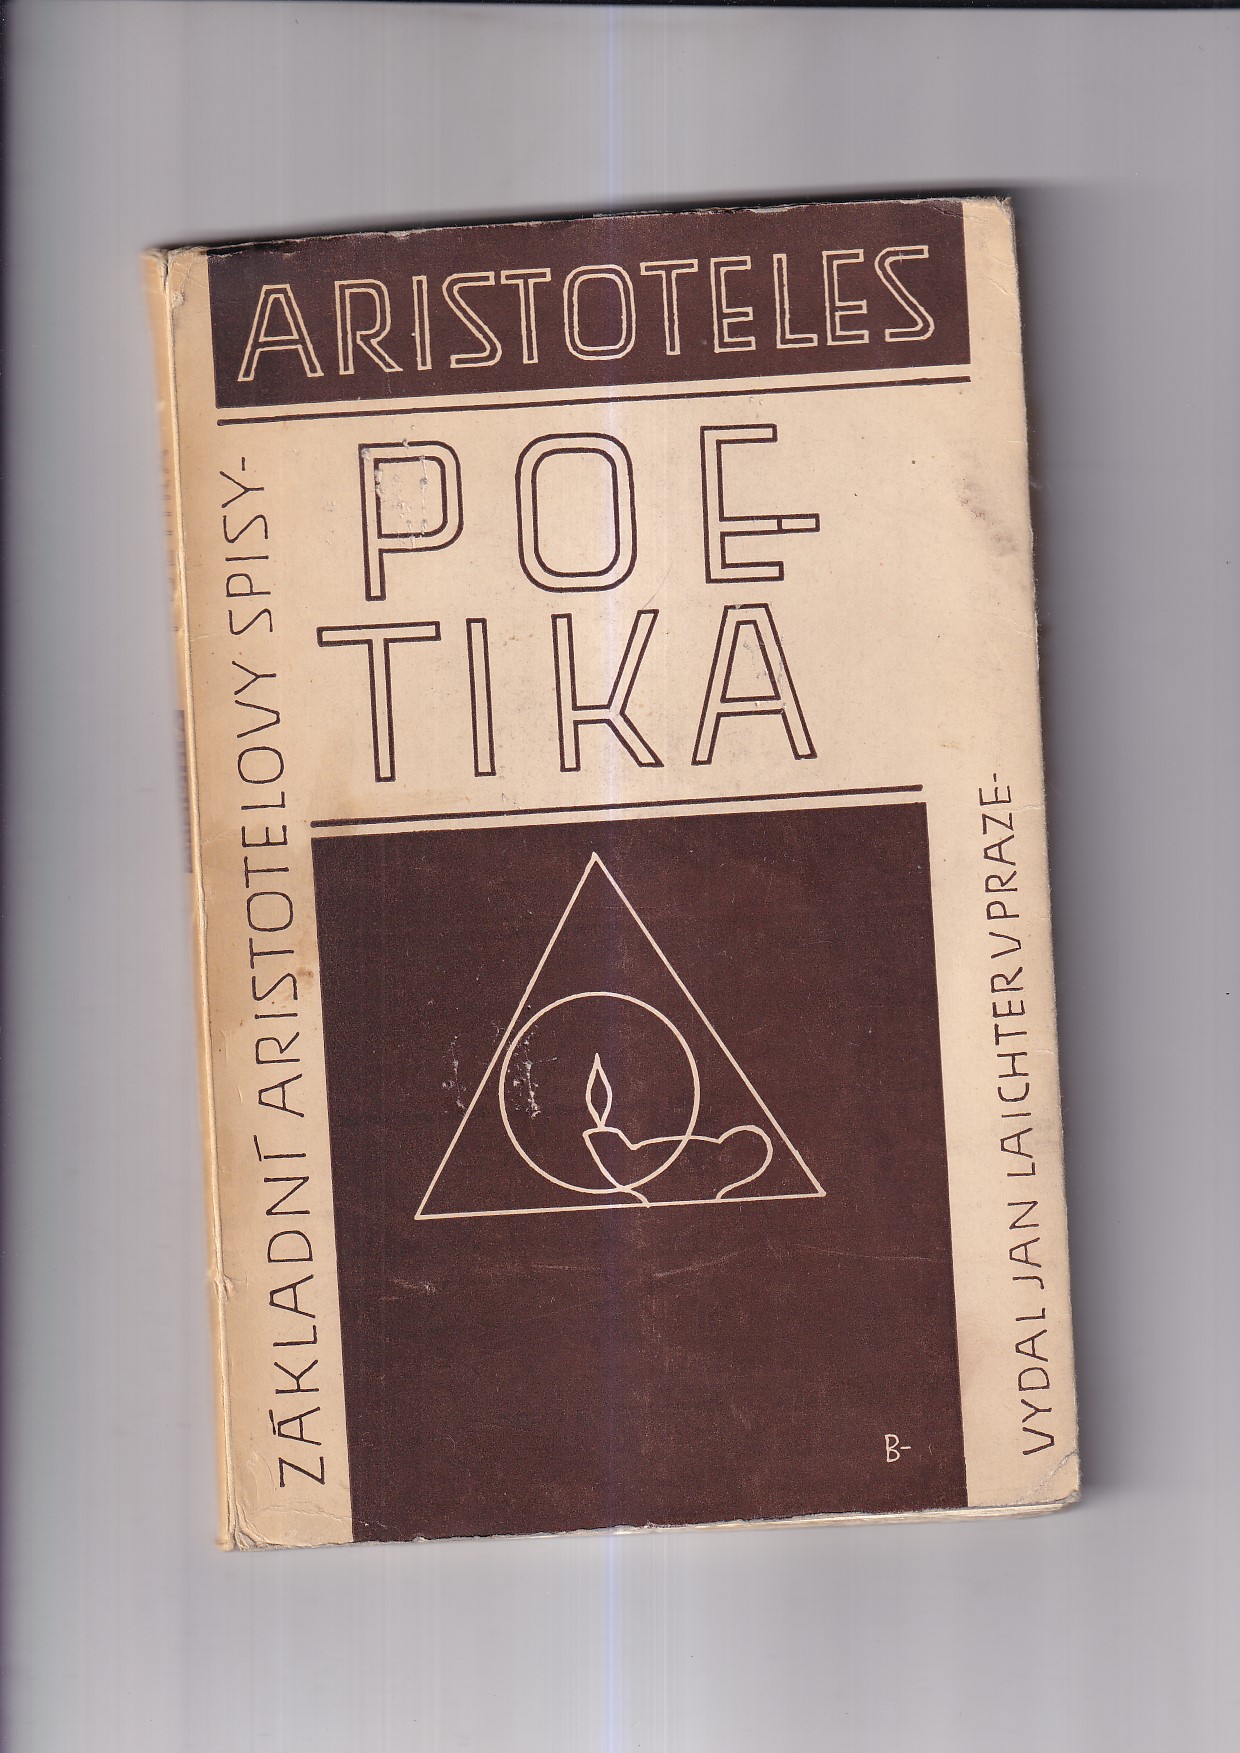 ARISTOTELES
POE
TIKA
ZÁKLADNÍ ARISTOTELOVY SPISY-
VYDAL JAN LAICHTER V PRAZE-
B-